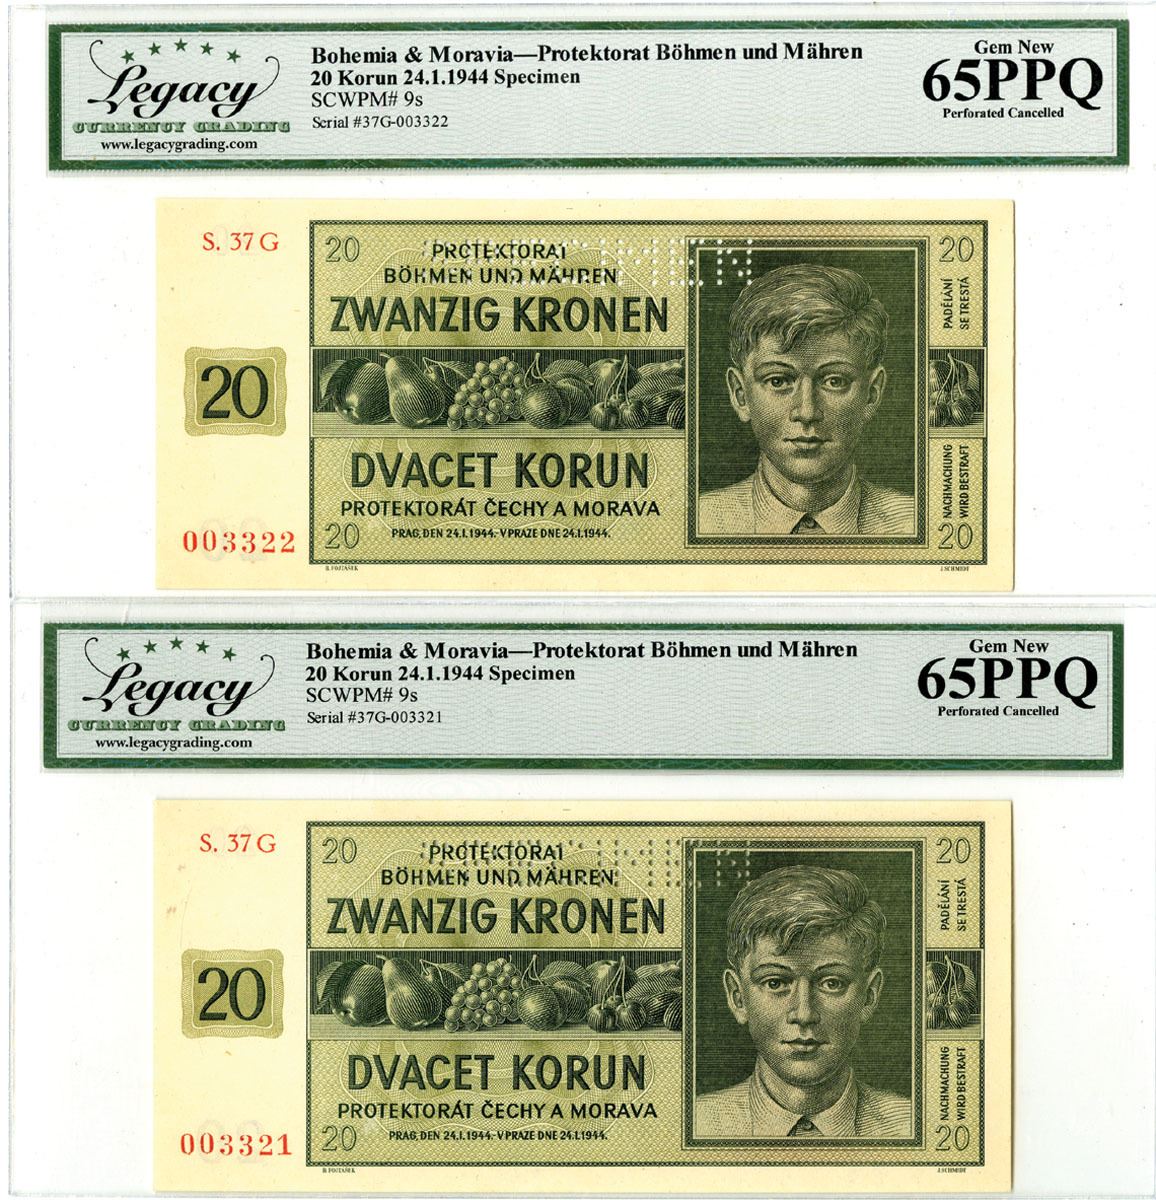 Legacy
CURRENCY GRADING
www.legacygrading.com
Bohemia & Moravia—Protektorat Böhmen und Mähren
20 Korun 24.1.1944 Specimen
SCWPM# 9s
Serial #37G-003322
Gem New
65PPQ
Perforated Cancelled
S. 37 G
20
003322
20
20
PROTEKTORAT
BÖHMEN UND MÄHREN
ZWANZIG KRONEN
DVACET KORUN
PROTEKTORÁT ČECHY A MORAVA
20
PRAG, DEN 24.I.1944.-V PRAZE DNE 24.I.1944.
20
PADĚLÁNÍ
SE TRESTÁ
NACHMACHUNG
WIRD BESTRAFT
SPECIMEN
J. SCHMIDT
Legacy
CURRENCY GRADING
www.legacygrading.com
Bohemia & Moravia—Protektorat Böhmen und Mähren
20 Korun 24.1.1944 Specimen
SCWPM# 9s
Serial #37G-003321
Gem New
65PPQ
Perforated Cancelled
S. 37 G
20
003321
20
20
PROTEKTORAT
BÖHMEN UND MÄHREN
ZWANZIG KRONEN
DVACET KORUN
PROTEKTORÁT ČECHY A MORAVA
20
PRAG, DEN 24.I.1944.-V PRAZE DNE 24.I.1944.
20
PADĚLÁNÍ
SE TRESTÁ
NACHMACHUNG
WIRD BESTRAFT
SPECIMEN
J. SCHMIDT